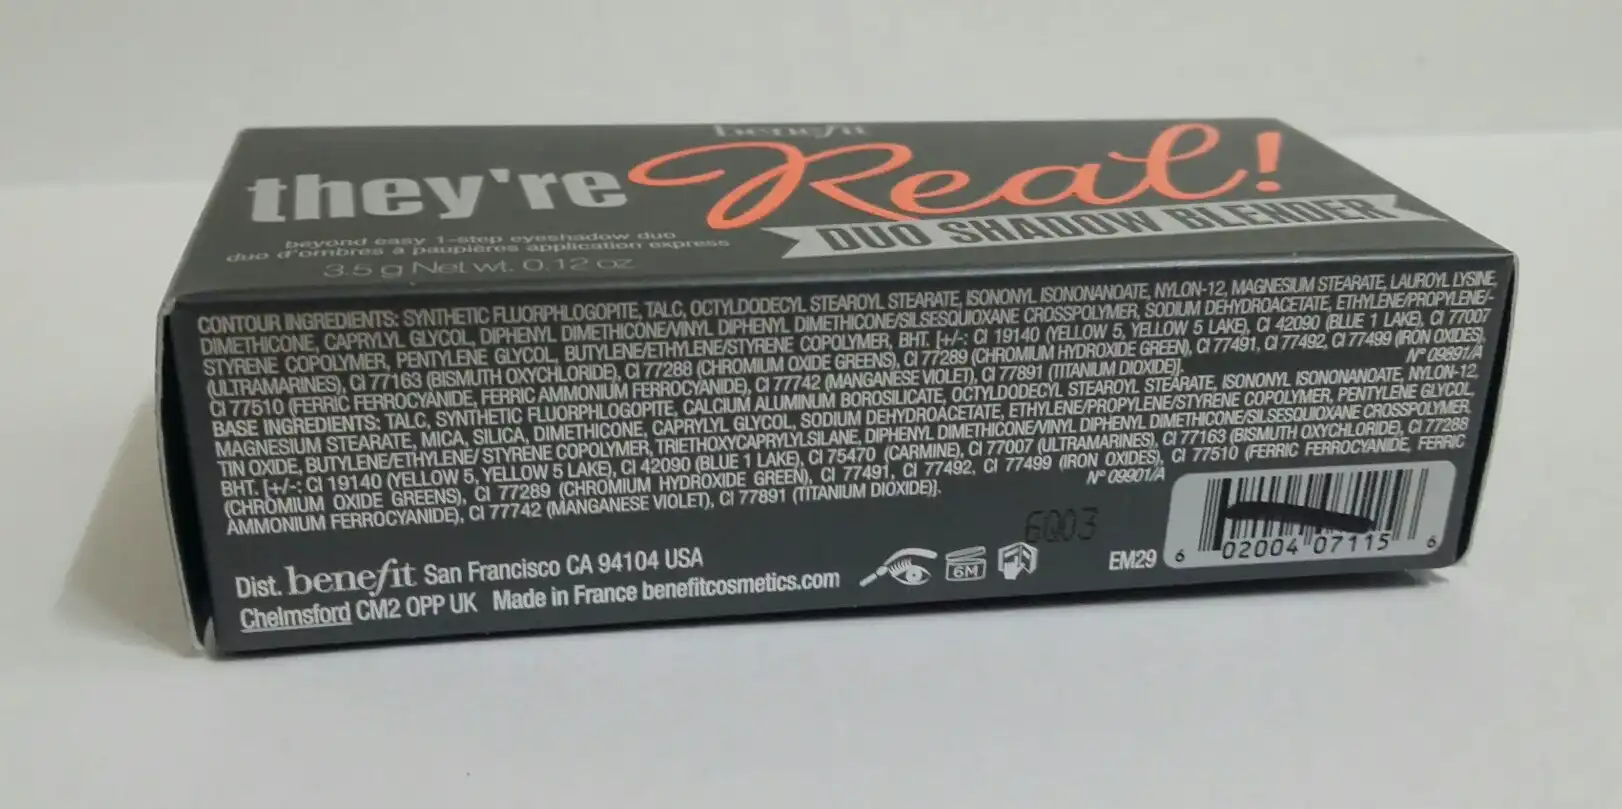 benefit
they're Real!
DUO SHADOW BLENDER
beyond easy 1-step eyeshadow duo
duo d'ombres à paupières application express
3.5 g Net wt. 0.12 oz
CONTOUR INGREDIENTS: SYNTHETIC FLUORPHLOGOPITE, TALC, OCTYLDODECYL STEAROYL STEARATE, ISONONYL ISONONANOATE, NYLON-12, MAGNESIUM STEARATE, LAUROYL LYSINE,
DIMETHICONE, CAPRYLYL GLYCOL, DIPHENYL DIMETHICONE/VINYL DIPHENYL DIMETHICONE/SILSESQUIOXANE CROSSPOLYMER, SODIUM DEHYDROACETATE, ETHYLENE/PROPYLENE/-
STYRENE COPOLYMER, PENTYLENE GLYCOL, BUTYLENE/ETHYLENE/STYRENE COPOLYMER, BHT. [+/-: CI 19140 (YELLOW 5, YELLOW 5 LAKE), CI 42090 (BLUE 1 LAKE), CI 77007
(ULTRAMARINES), CI 77163 (BISMUTH OXYCHLORIDE), CI 77288 (CHROMIUM OXIDE GREENS), CI 77289 (CHROMIUM HYDROXIDE GREEN), CI 77491, CI 77492, CI 77499 (IRON OXIDES),
CI 77510 (FERRIC FERROCYANIDE, FERRIC AMMONIUM FERROCYANIDE), CI 77742 (MANGANESE VIOLET), CI 77891 (TITANIUM DIOXIDE)]. N° 09891/A
BASE INGREDIENTS: TALC, SYNTHETIC FLUORPHLOGOPITE, CALCIUM ALUMINUM BOROSILICATE, OCTYLDODECYL STEAROYL STEARATE, ISONONYL ISONONANOATE, NYLON-12,
MAGNESIUM STEARATE, MICA, SILICA, DIMETHICONE, CAPRYLYL GLYCOL, SODIUM DEHYDROACETATE, ETHYLENE/PROPYLENE/STYRENE COPOLYMER, PENTYLENE GLYCOL,
TIN OXIDE, BUTYLENE/ETHYLENE/ STYRENE COPOLYMER, TRIETHOXYCAPRYLYLSILANE, DIPHENYL DIMETHICONE/VINYL DIPHENYL DIMETHICONE/SILSESQUIOXANE CROSSPOLYMER,
BHT. [+/-: CI 19140 (YELLOW 5, YELLOW 5 LAKE), CI 42090 (BLUE 1 LAKE), CI 75470 (CARMINE), CI 77007 (ULTRAMARINES), CI 77163 (BISMUTH OXYCHLORIDE), CI 77288
(CHROMIUM OXIDE GREENS), CI 77289 (CHROMIUM HYDROXIDE GREEN), CI 77491, CI 77492, CI 77499 (IRON OXIDES), CI 77510 (FERRIC FERROCYANIDE, FERRIC
AMMONIUM FERROCYANIDE), CI 77742 (MANGANESE VIOLET), CI 77891 (TITANIUM DIOXIDE)]. N° 09901/A
6Q03
Dist. benefit San Francisco CA 94104 USA
Chelmsford CM2 OPP UK Made in France benefitcosmetics.com
6M
EM29
6 02004 07115 6